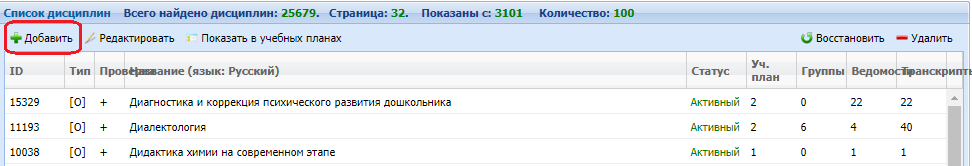 Список дисциплин Всего найдено дисциплин: 25679. Страница: 32. Показаны с: 3101 Количество: 100
Добавить Редактировать Показать в учебных планах Восстановить Удалить
ID Тип Проверка Название (язык: Русский) Статус Уч. план Группы Ведомости Транскрипты
15329 [О] + Диагностика и коррекция психического развития дошкольника Активный 2 0 22 22
11193 [О] + Диалектология Активный 2 6 4 40
10038 [О] + Дидактика химии на современном этапе Активный 1 0 1 1